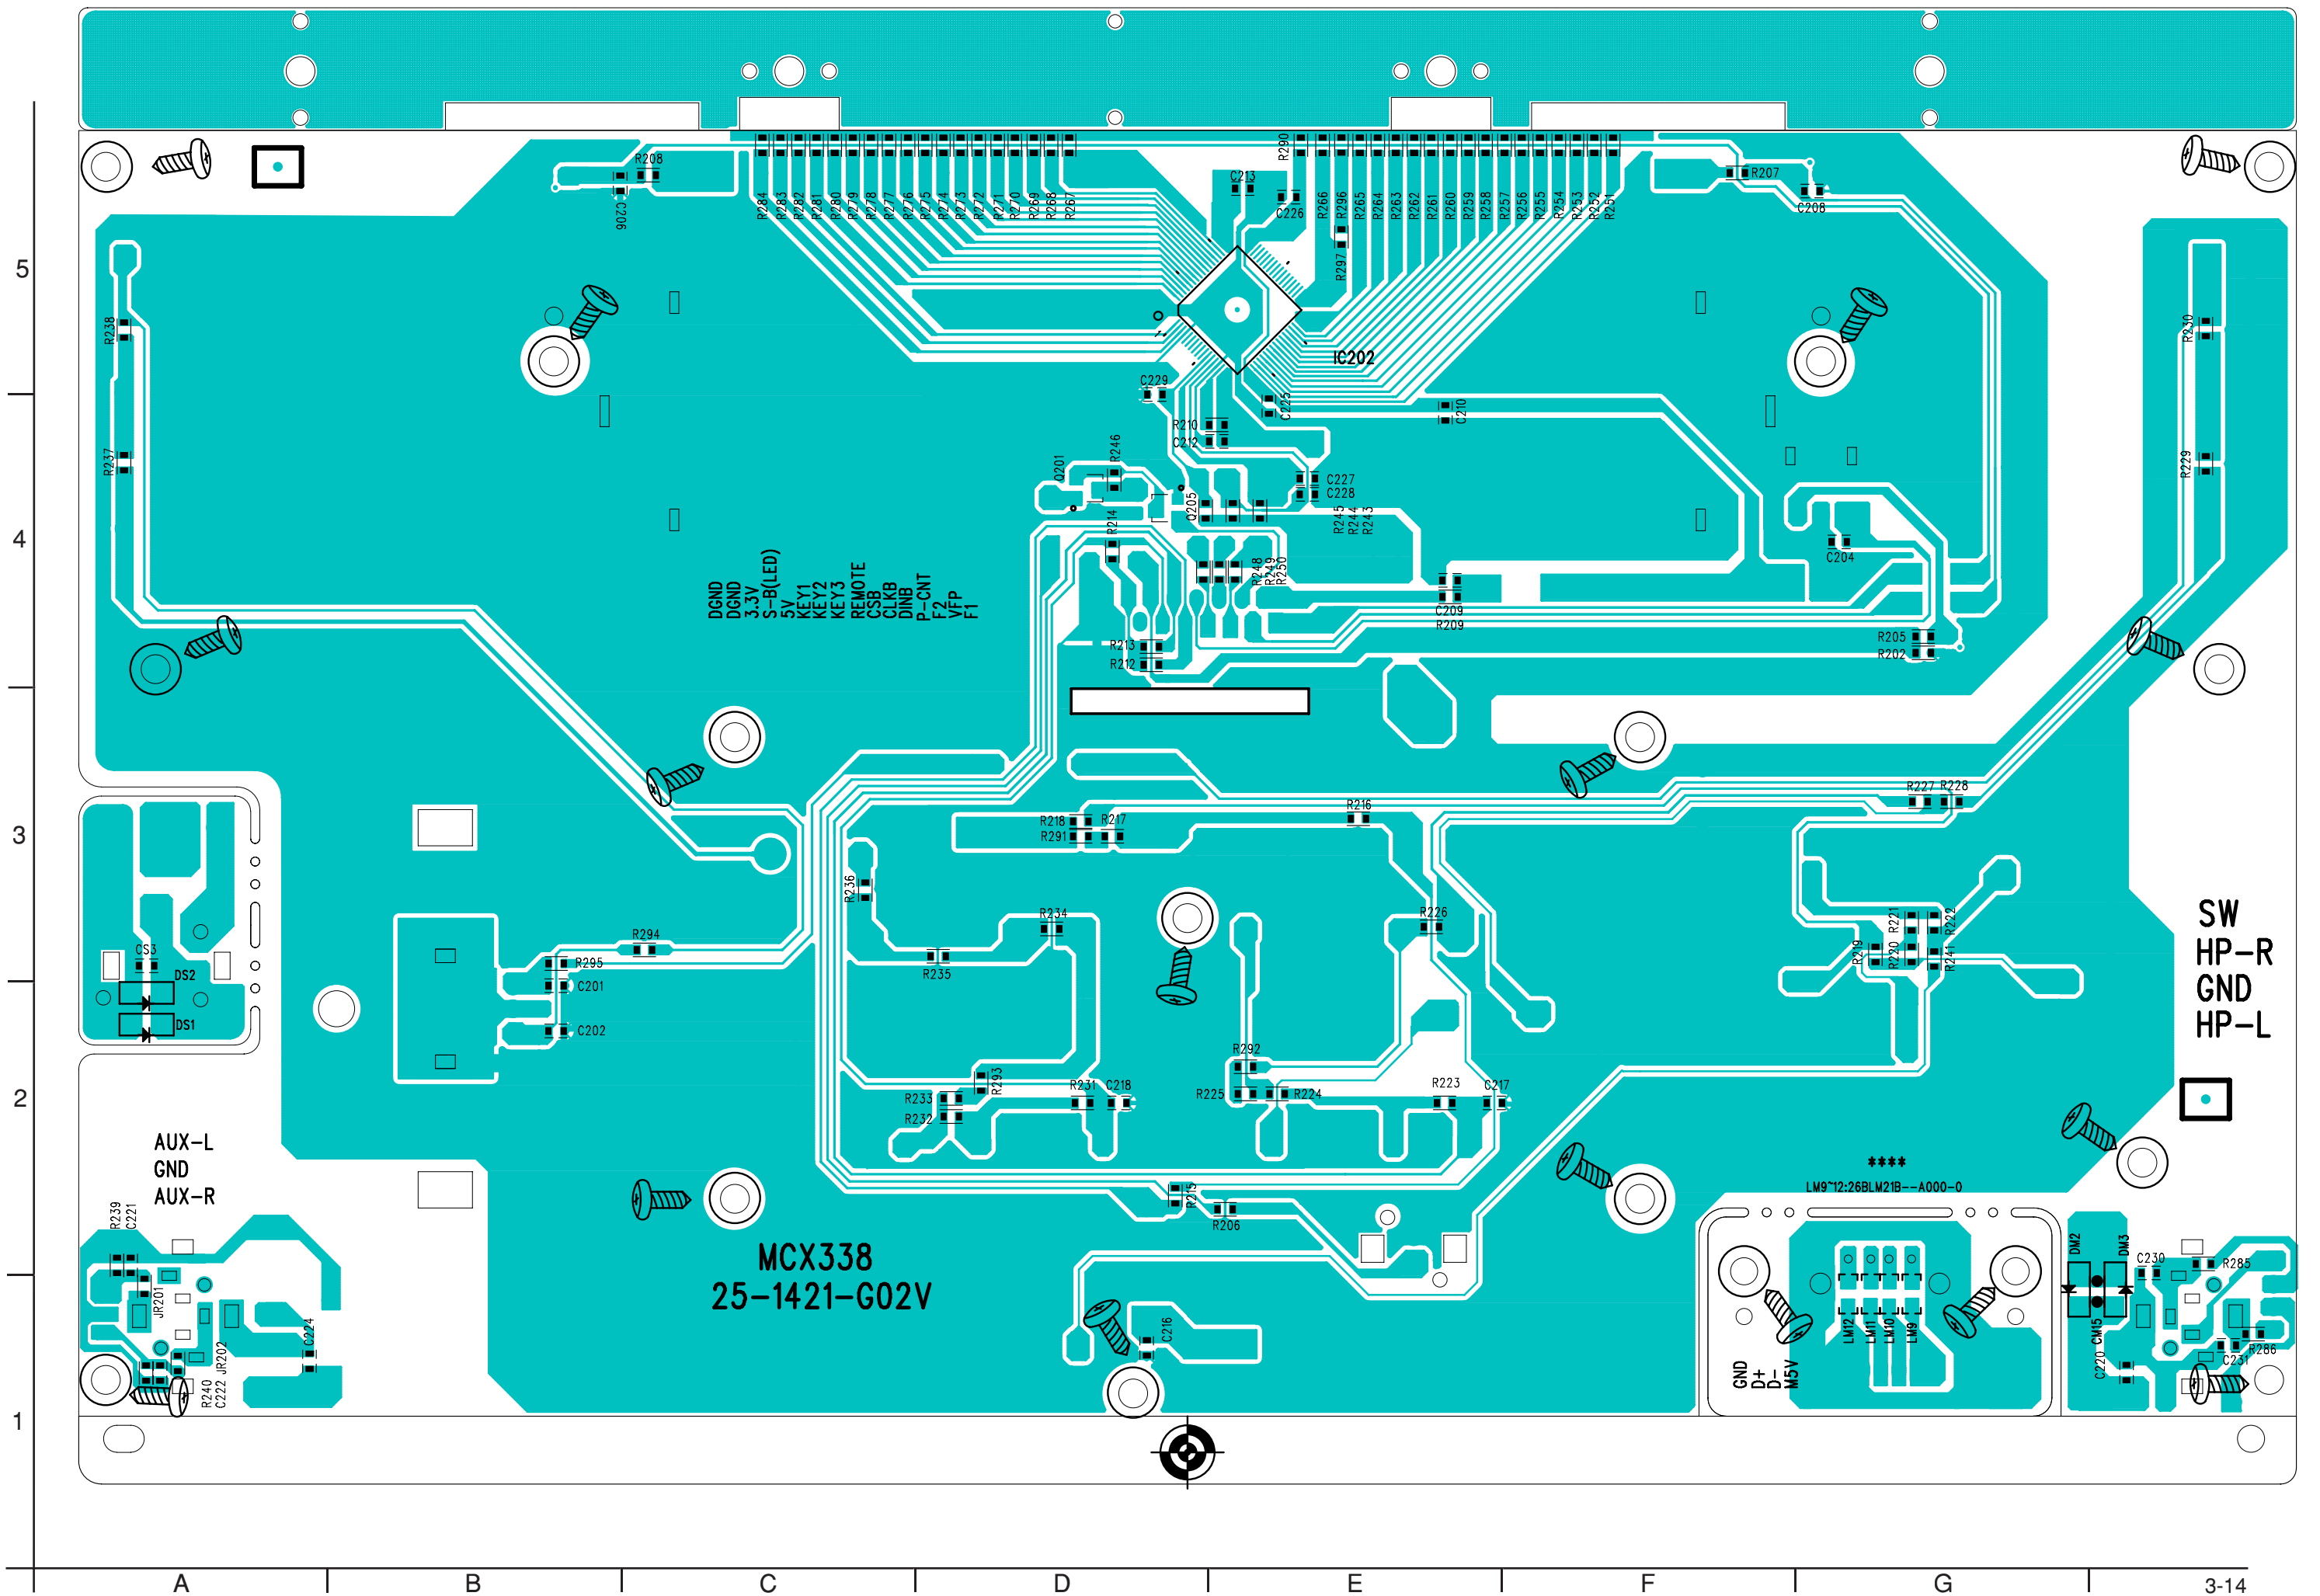 R290
R208
R207
C206
C213
C226
C208
R284
R283
R282
R281
R280
R279
R278
R277
R276
R275
R274
R273
R272
R271
R270
R269
R268
R267
R266
R296
R265
R264
R263
R262
R261
R260
R259
R258
R257
R256
R255
R254
R253
R252
R251
R297
5
R238
R230
IC202
C229
C225
C210
R210
C212
R237
R246
Q201
R229
C227
C228
Q205
R245
R244
R243
R214
4
C204
R248
R249
R250
DGND
DGND
3.3V
S-B(LED)
5V
KEY1
KEY2
KEY3
REMOTE
CSB
CLKB
DINB
P-CNT
F2
VFP
F1
C209
R209
R213
R212
R205
R202
R227 R228
R216
R218
R217
R291
3
R236
R234
R226
R221
R222
R219
R220
R241
R294
R295
R235
C201
C202
CS3
DS2
DS1
SW
HP-R
GND
HP-L
R292
R293
R231 C218
R225
R224
R223
C217
R233
R232
2
AUX-L
GND
AUX-R
****
LM9~12:26BLM21B--A000-0
R215
R206
R239
C221
MCX338
25-1421-G02V
DM2
DM3
C230
R285
JR201
C224
C216
LM12
LM11
LM10
LM9
CM15
C220
C231
R286
R240
C222 JR202
GND
D+
D-
M5V
1
A B C D E F G
3-14